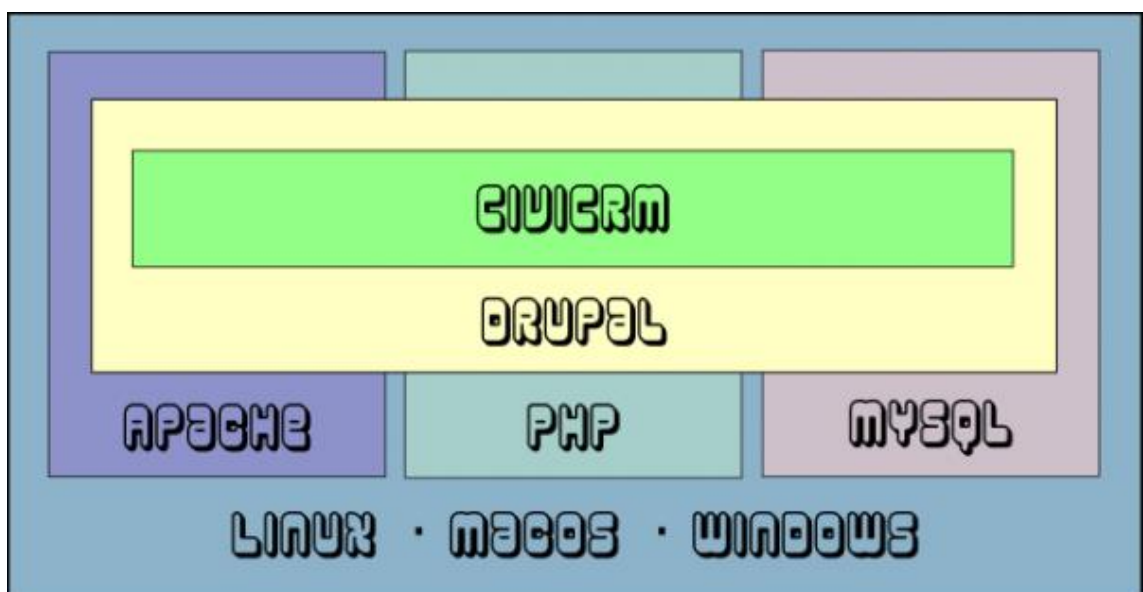 CIVICRM
DRUPAL
APACHE PHP MYSQL
LINUX · MACOS · WINDOWS